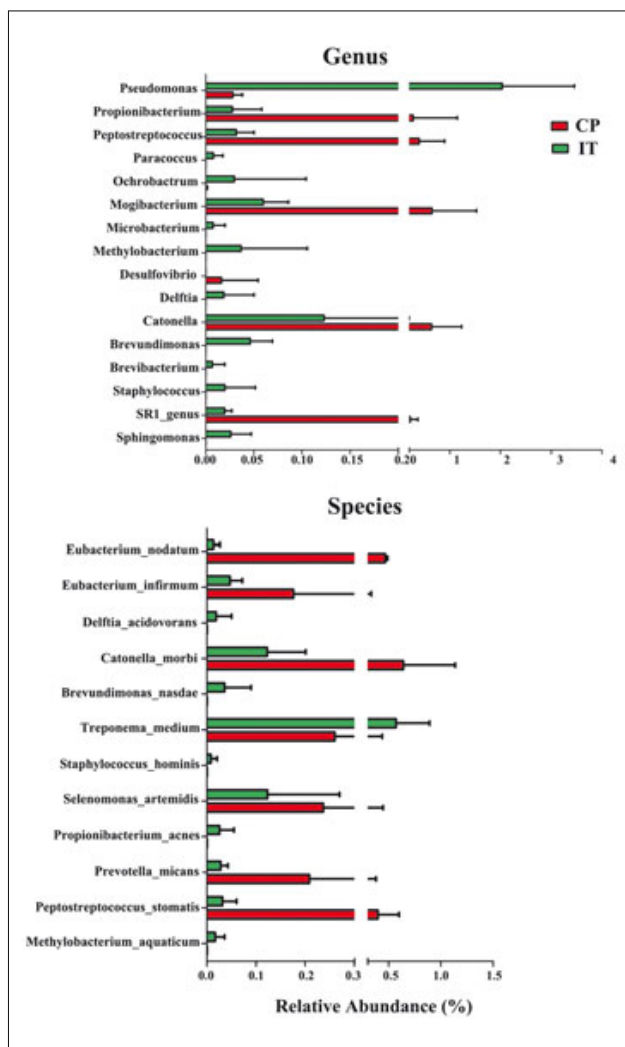 Genus
Pseudomonas
Propionibacterium
Peptostreptococcus
Paracoccus
Ochrobactrum
Mogibacterium
Microbacterium
Methylobacterium
Desulfovibrio
Delftia
Catonella
Brevundimonas
Brevibacterium
Staphylococcus
SR1_genus
Sphingomonas
CP
IT
0.00 0.05 0.10 0.15 0.20 1 2 3 4
Species
Eubacterium_nodatum
Eubacterium_infirmum
Delftia_acidovorans
Catonella_morbi
Brevundimonas_nasdae
Treponema_medium
Staphylococcus_hominis
Selenomonas_artemidis
Propionibacterium_acnes
Prevotella_micans
Peptostreptococcus_stomatis
Methylobacterium_aquaticum
0.0 0.1 0.2 0.3 0.5 1.0 1.5
Relative Abundance (%)